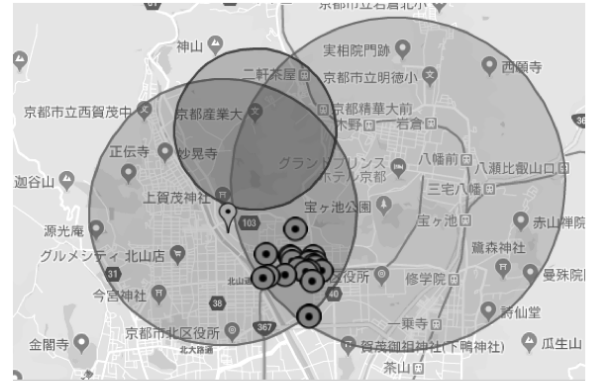 京都市立岩倉北小
31
神山
実相院門跡
二軒茶屋
京都市立明徳小
西願寺
京都市立西賀茂中
京都産業大
京都精華大前
木野
岩倉
36
正伝寺
妙晃寺
グランドプリンス
ホテル京都
八幡前
八瀬比叡山口
迦谷山
三宅八幡
上賀茂神社
宝ヶ池公園
103
宝ヶ池
赤山禅院
源光庵
グルメシティ 北山店
鷺森神社
31
北山通
区役所
修学院
曼殊院
今宮神社
38
40
詩仙堂
京都市北区役所
367
一乗寺
金閣寺
北大路通
賀茂御祖神社(下鴨神社)
瓜生山
茶山